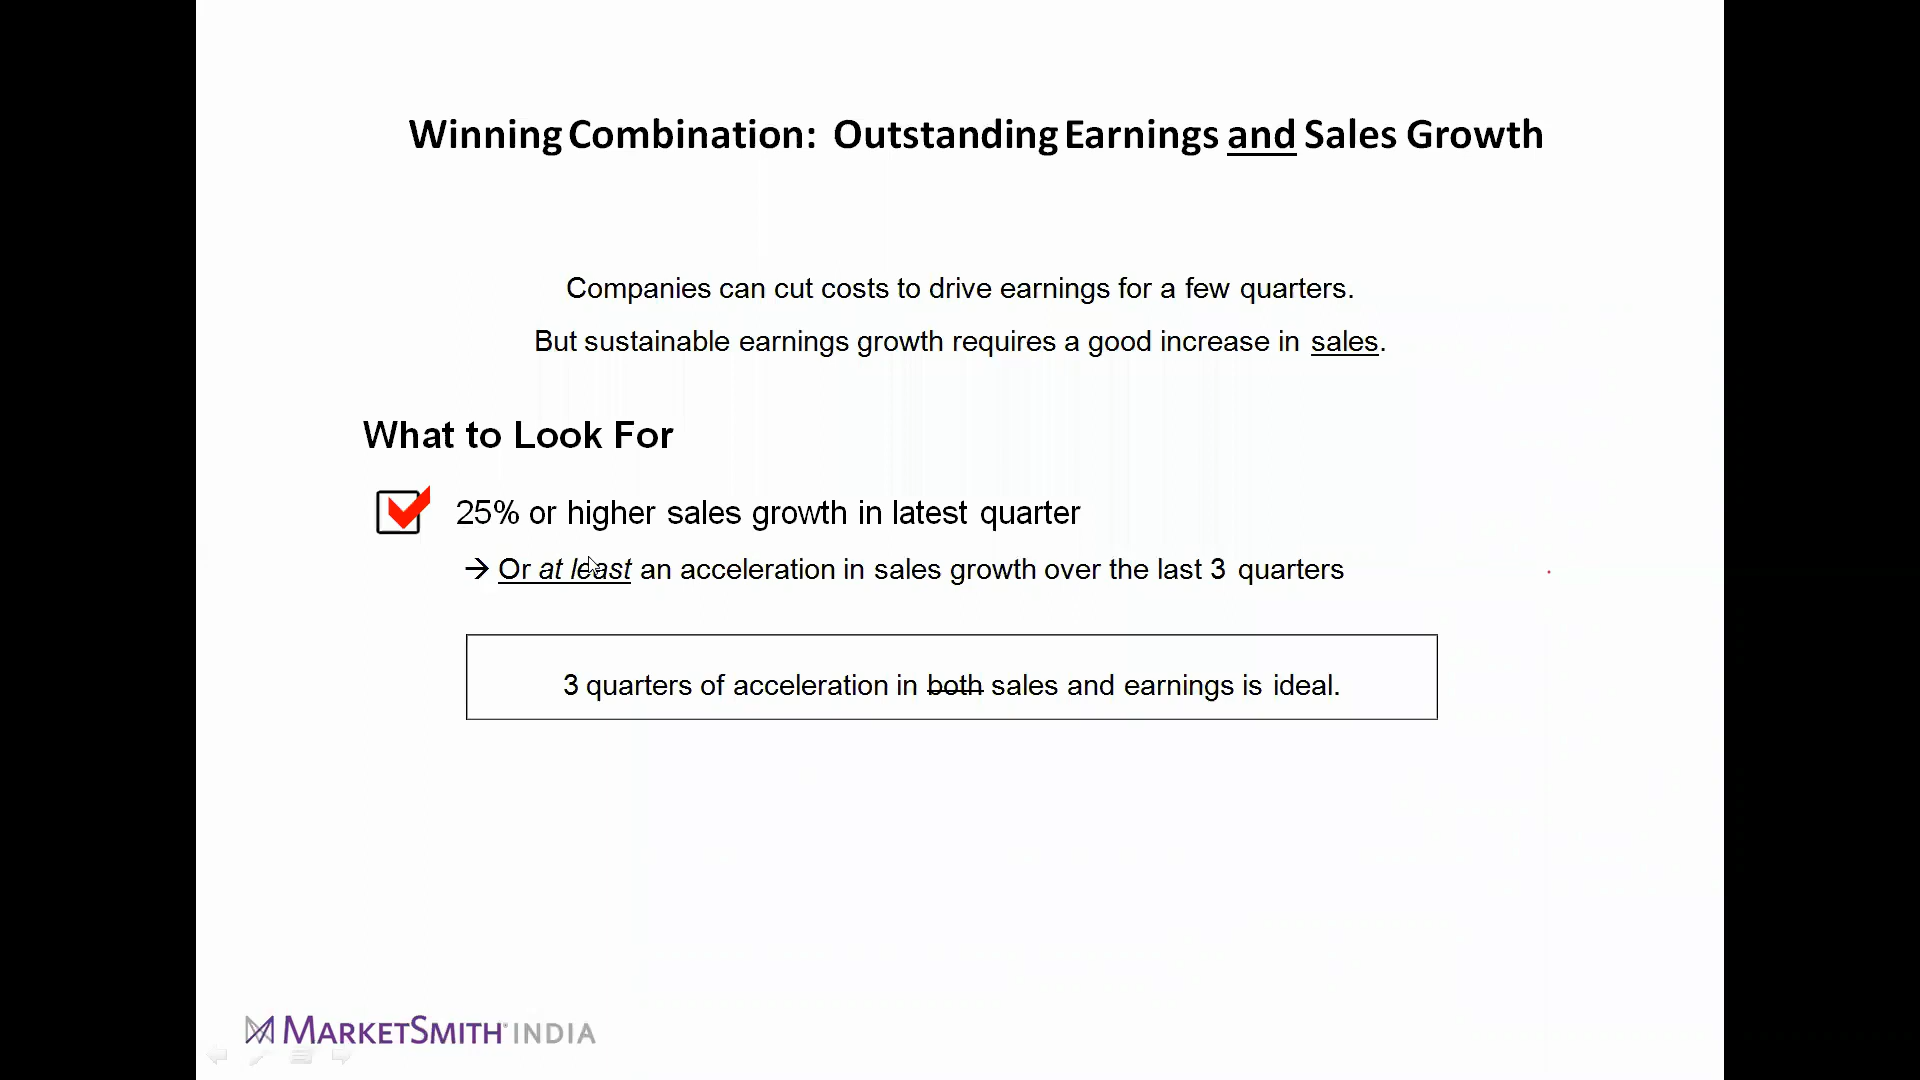 Winning Combination: Outstanding Earnings and Sales Growth
Companies can cut costs to drive earnings for a few quarters.
But sustainable earnings growth requires a good increase in sales.
What to Look For
25% or higher sales growth in latest quarter
→ Or at least an acceleration in sales growth over the last 3 quarters
3 quarters of acceleration in both sales and earnings is ideal.
MARKETSMITH INDIA